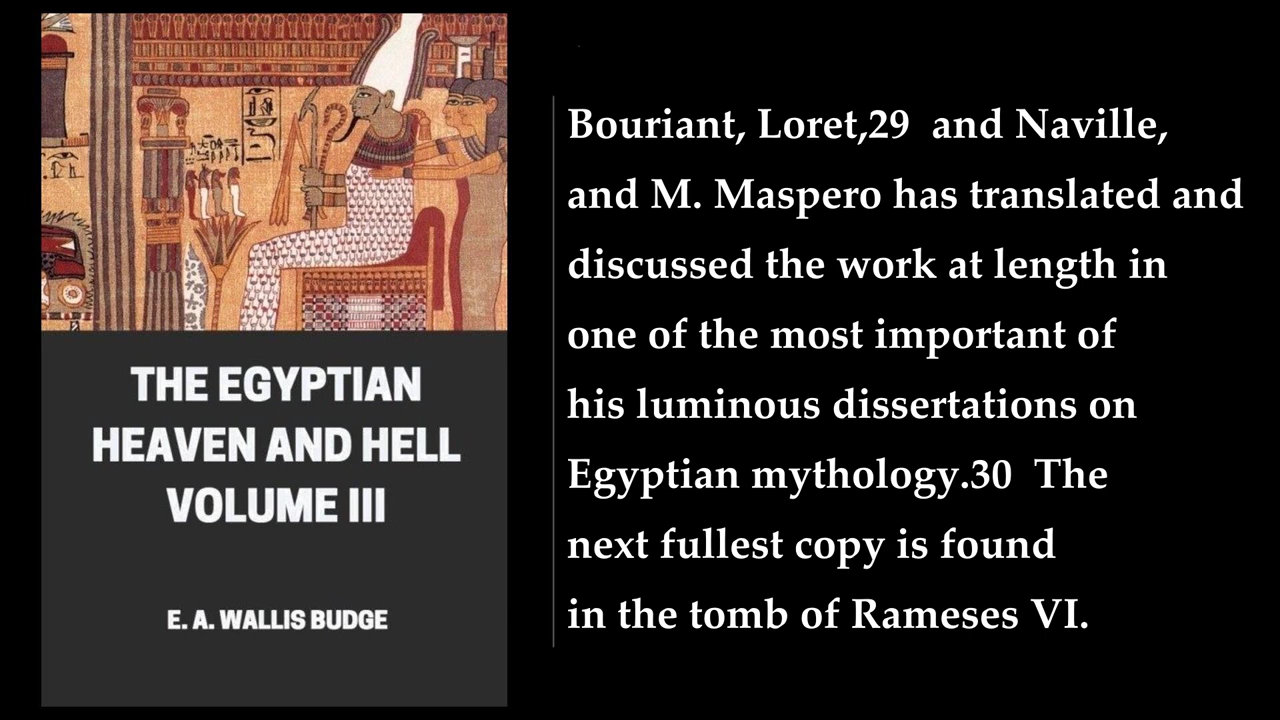 THE EGYPTIAN
HEAVEN AND HELL
VOLUME III
E. A. WALLIS BUDGE
Bouriant, Loret,29  and Naville,
and M. Maspero has translated and
discussed the work at length in
one of the most important of
his luminous dissertations on
Egyptian mythology.30  The
next fullest copy is found
in the tomb of Rameses VI.